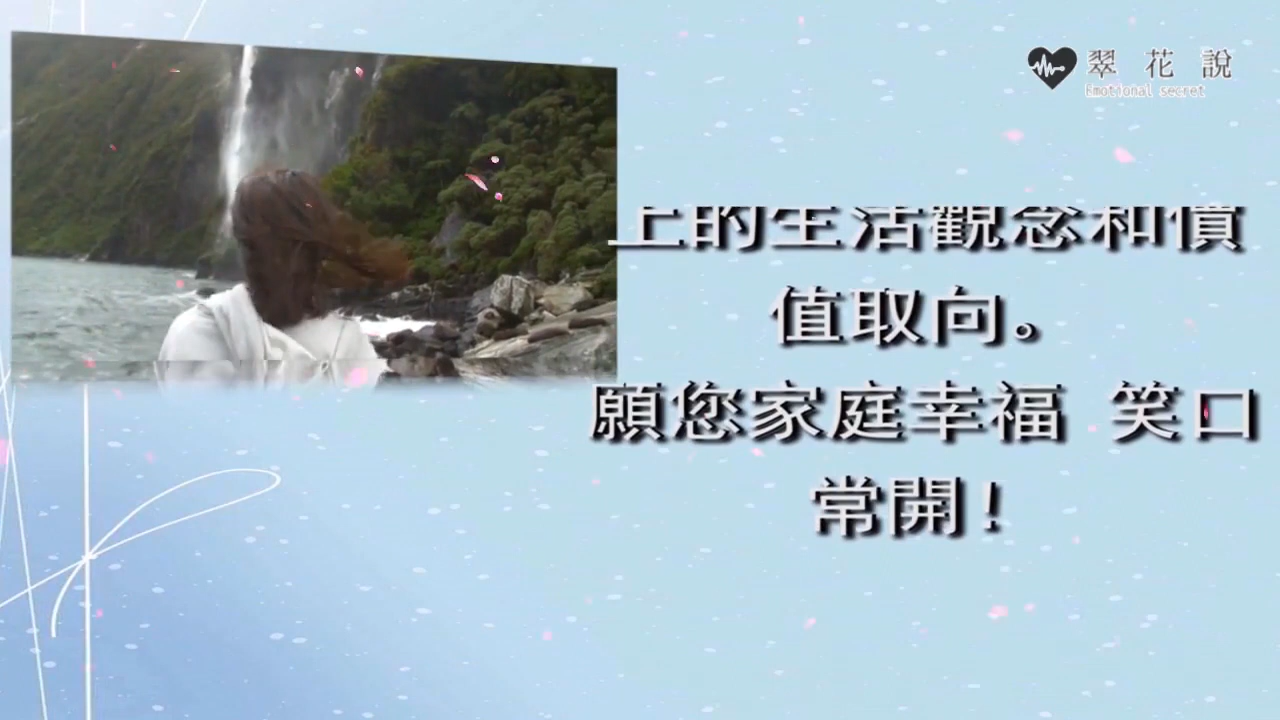 翠花說
Emotional secret
上的生活觀念和價
值取向。
願您家庭幸福 笑口
常開！